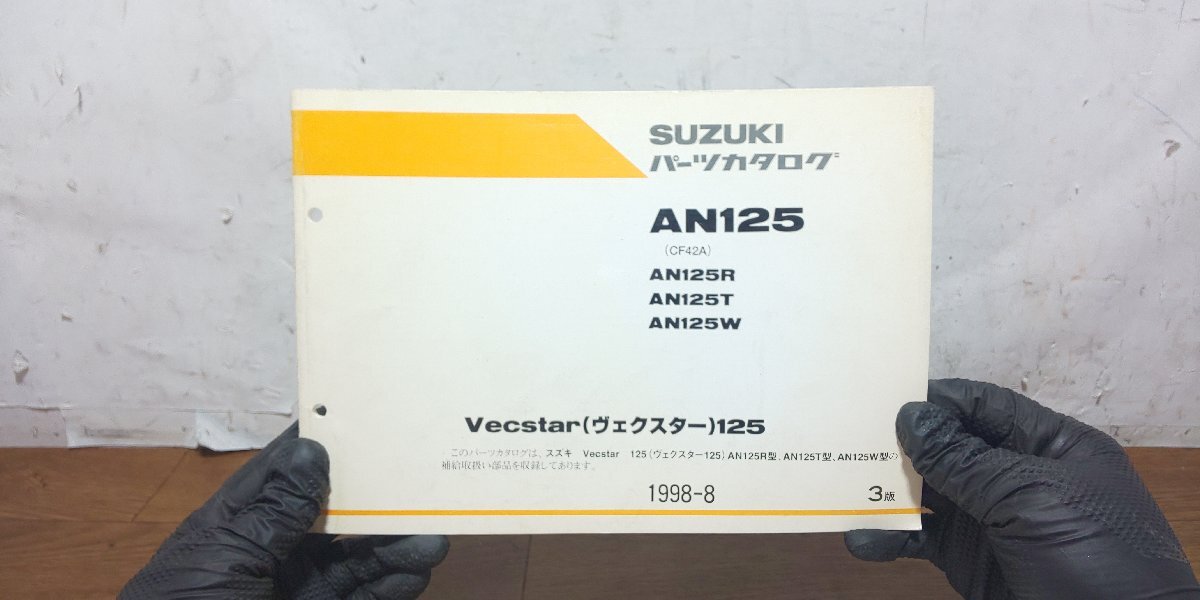 SUZUKI
パーツカタログ
AN125
(CF42A)
AN125R
AN125T
AN125W
Vecstar(ヴェクスター)125
このパーツカタログは、スズキ Vecstar 125(ヴェクスター125)AN125R型、AN125T型、AN125W型の
補給取扱い部品を収録してあります。
1998-8
3版